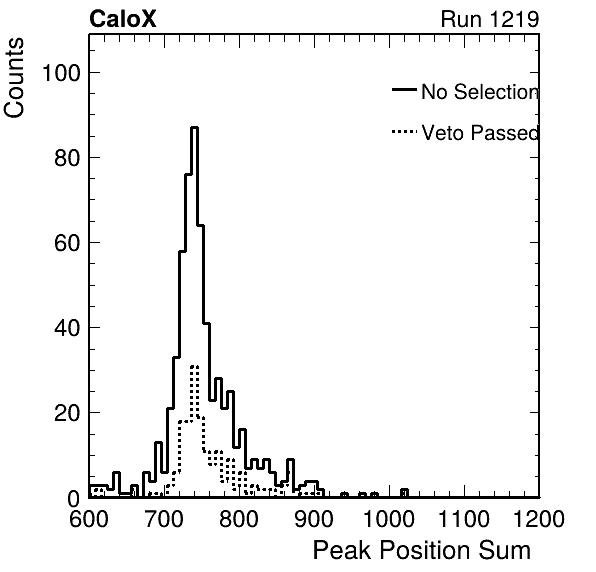 CaloX Run 1219
Counts
100
80
60
40
20
0
No Selection
Veto Passed
600 700 800 900 1000 1100 1200
Peak Position Sum